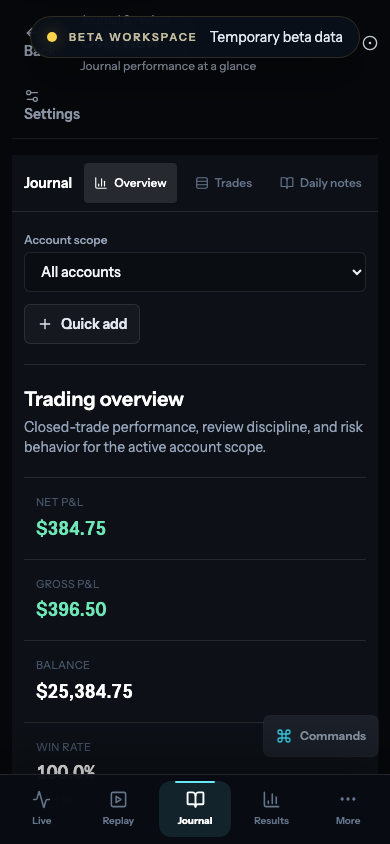 BETA WORKSPACE Temporary beta data
Journal performance at a glance
Settings
Journal Overview Trades Daily notes
Account scope
All accounts
Quick add
Trading overview
Closed-trade performance, review discipline, and risk
behavior for the active account scope.
NET P&L
$384.75
GROSS P&L
$396.50
BALANCE
$25,384.75
Commands
WIN RATE
100.0%
Live Replay Journal Results More